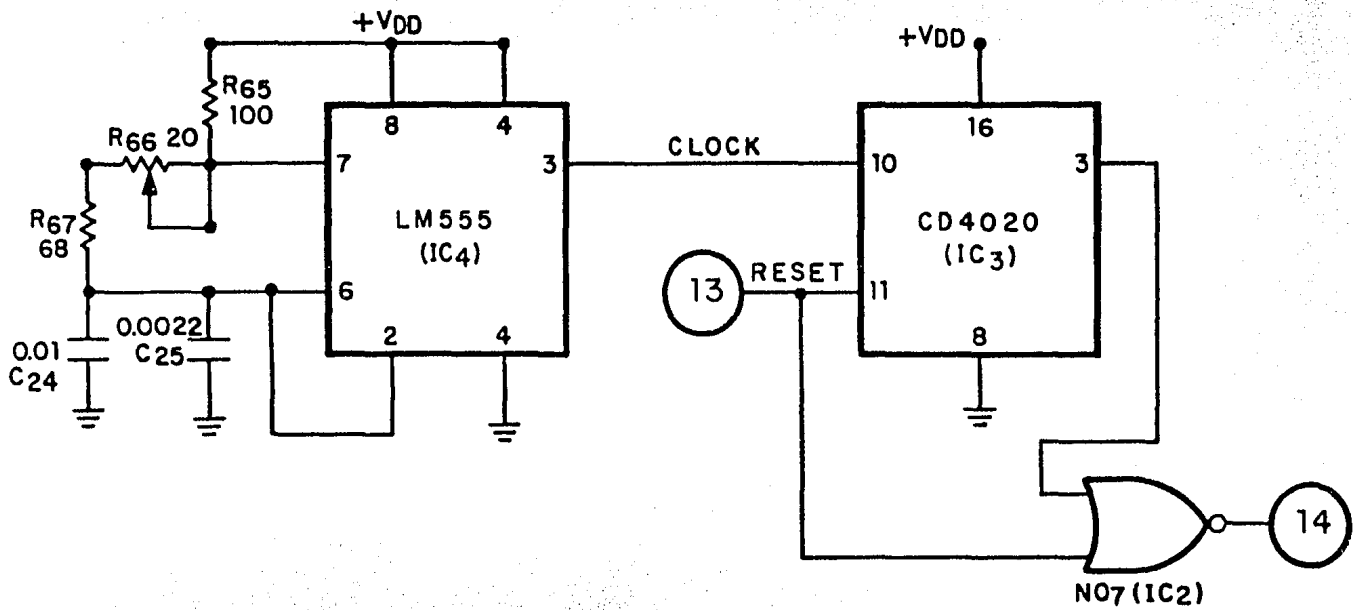 +VDD
R65
100
R66 20
R67
68
0.01
C24
0.0022
C25
8
4
7
3
6
2
4
LM555
(IC4)
CLOCK
13
RESET
+VDD
16
10
3
11
8
CD4020
(IC3)
14
NO7 (IC2)